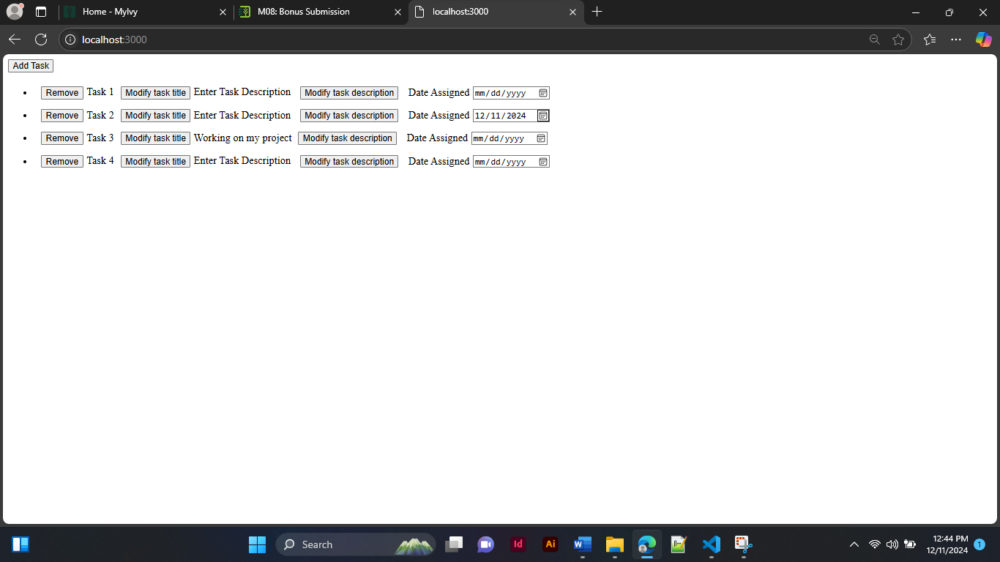 Home - MyIvy
M08: Bonus Submission
localhost:3000
localhost:3000
Add Task
Remove Task 1 Modify task title Enter Task Description Modify task description Date Assigned mm/dd/yyyy
Remove Task 2 Modify task title Enter Task Description Modify task description Date Assigned 12/11/2024
Remove Task 3 Modify task title Working on my project Modify task description Date Assigned mm/dd/yyyy
Remove Task 4 Modify task title Enter Task Description Modify task description Date Assigned mm/dd/yyyy
Search
Id
Ai
W
12:44 PM
12/11/2024
1